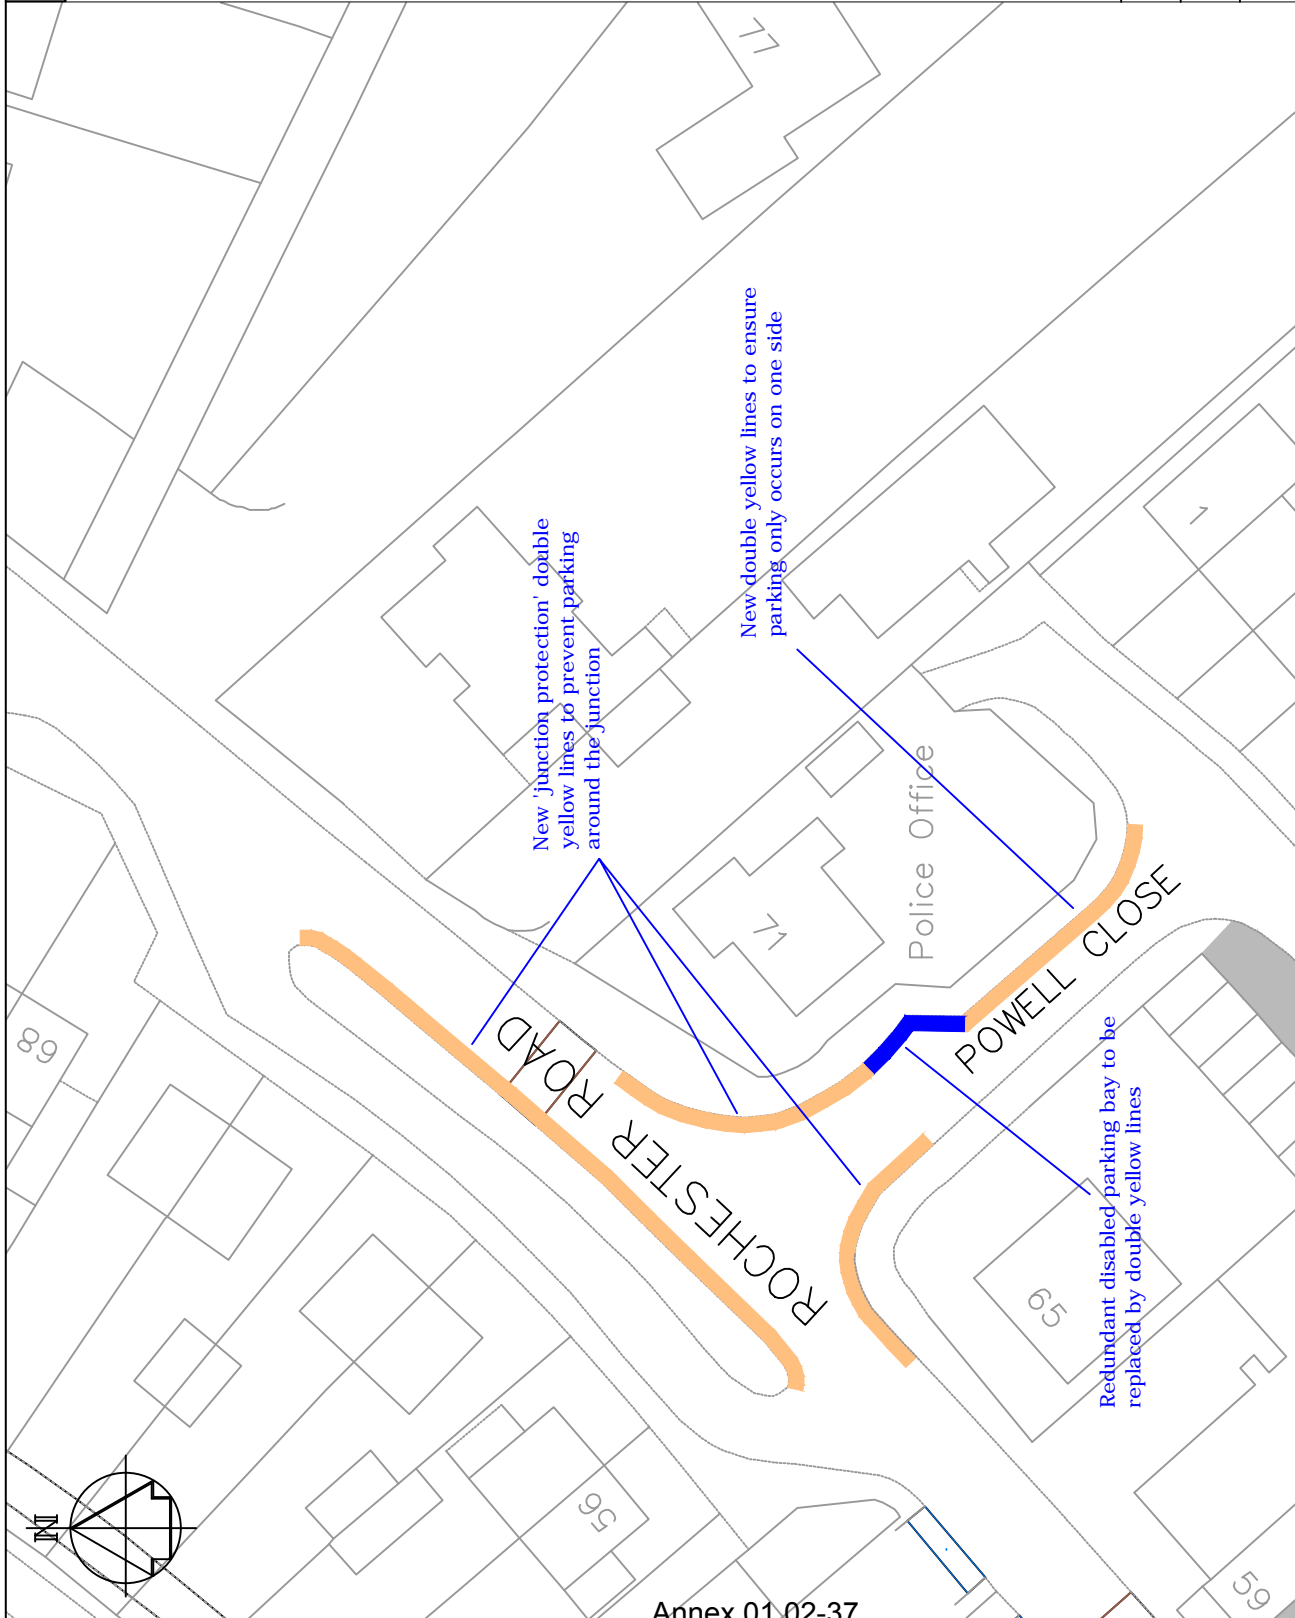 77
New 'junction protection' double
yellow lines to prevent parking
around the junction
New double yellow lines to ensure
parking only occurs on one side
1
71
Police Office
68
ROCHESTER ROAD
POWELL CLOSE
Redundant disabled parking bay to be
replaced by double yellow lines
65
56
59
N
Annex 01.02-37